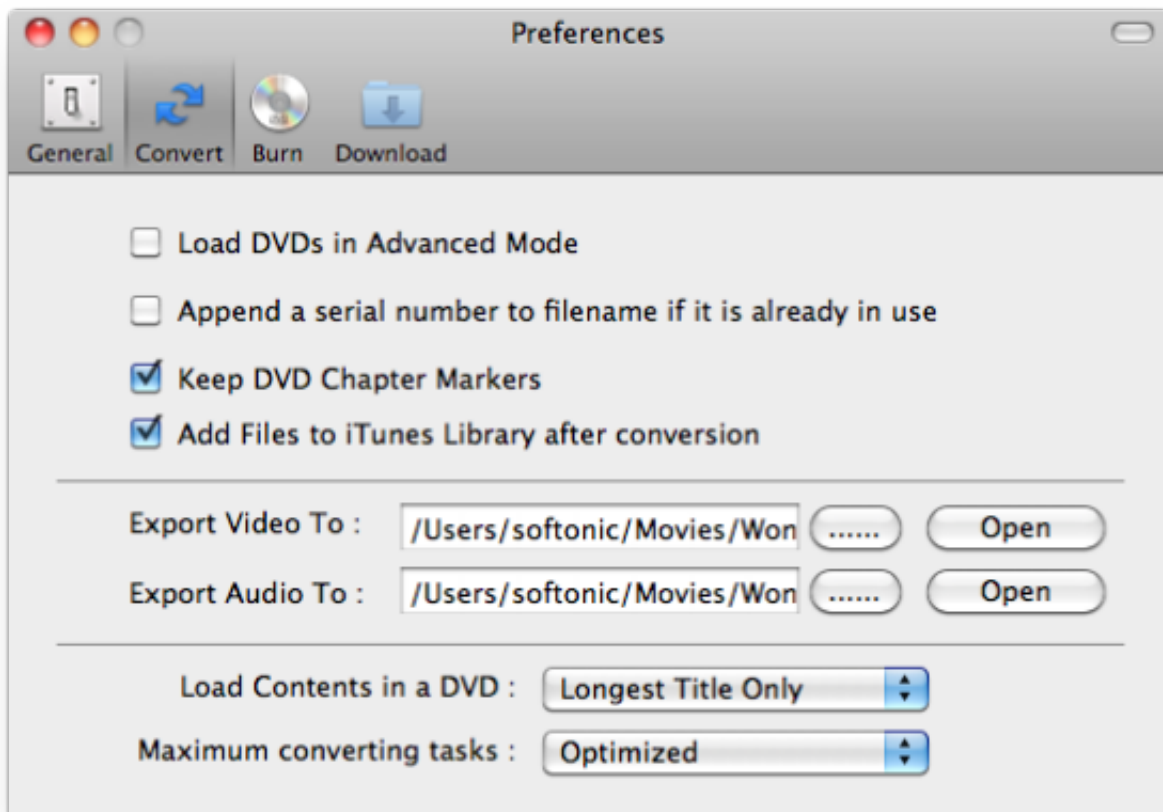 Preferences
General Convert Burn Download
Load DVDs in Advanced Mode
Append a serial number to filename if it is already in use
Keep DVD Chapter Markers
Add Files to iTunes Library after conversion
Export Video To : /Users/softonic/Movies/Won ...... Open
Export Audio To : /Users/softonic/Movies/Won ...... Open
Load Contents in a DVD : Longest Title Only
Maximum converting tasks : Optimized